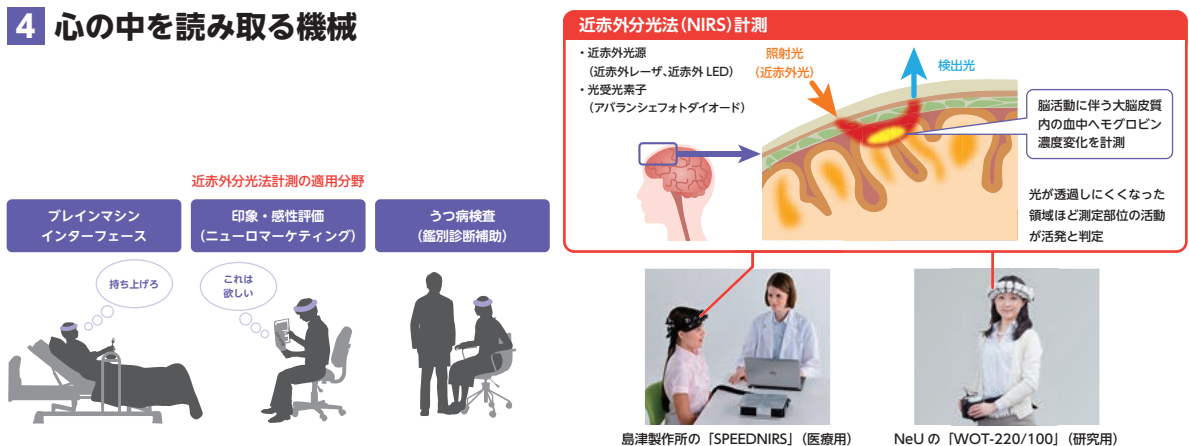 4 心の中を読み取る機械
近赤外分光法計測の適用分野
ブレインマシン
インターフェース
印象・感性評価
（ニューロマーケティング）
うつ病検査
（鑑別診断補助）
持ち上げろ
これは
欲しい
近赤外分光法（NIRS）計測
・近赤外光源
（近赤外レーザ、近赤外 LED）
・光受光素子
（アバランシェフォトダイオード）
照射光
（近赤外光）
検出光
脳活動に伴う大脳皮質
内の血中ヘモグロビン
濃度変化を計測
光が透過しにくくなった
領域ほど測定部位の活動
が活発と判定
島津製作所の「SPEEDNIRS」（医療用）
NeU の「WOT-220/100」（研究用）